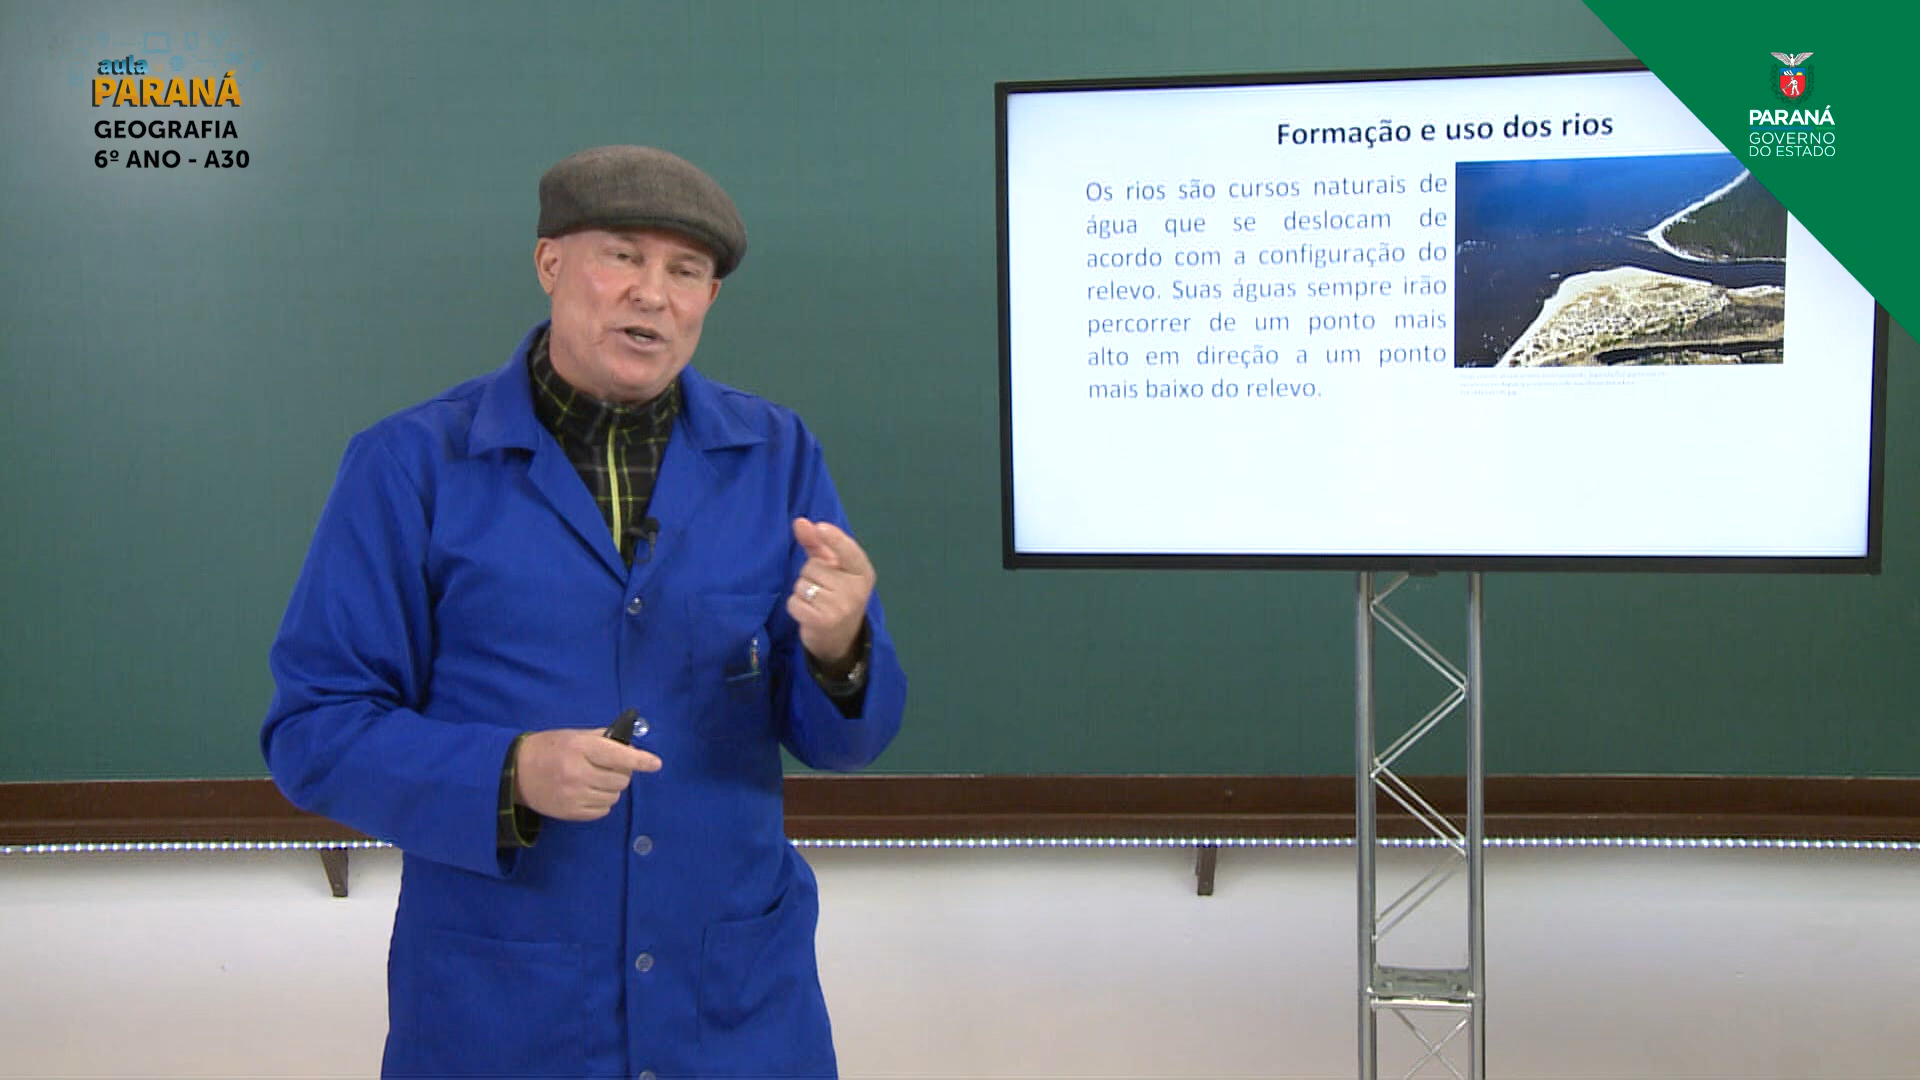 aula
PARANÁ
GEOGRAFIA
6º ANO - A30
PARANÁ
GOVERNO
DO ESTADO
Formação e uso dos rios
Os rios são cursos naturais de
água que se deslocam de
acordo com a configuração do
relevo. Suas águas sempre irão
percorrer de um ponto mais
alto em direção a um ponto
mais baixo do relevo.